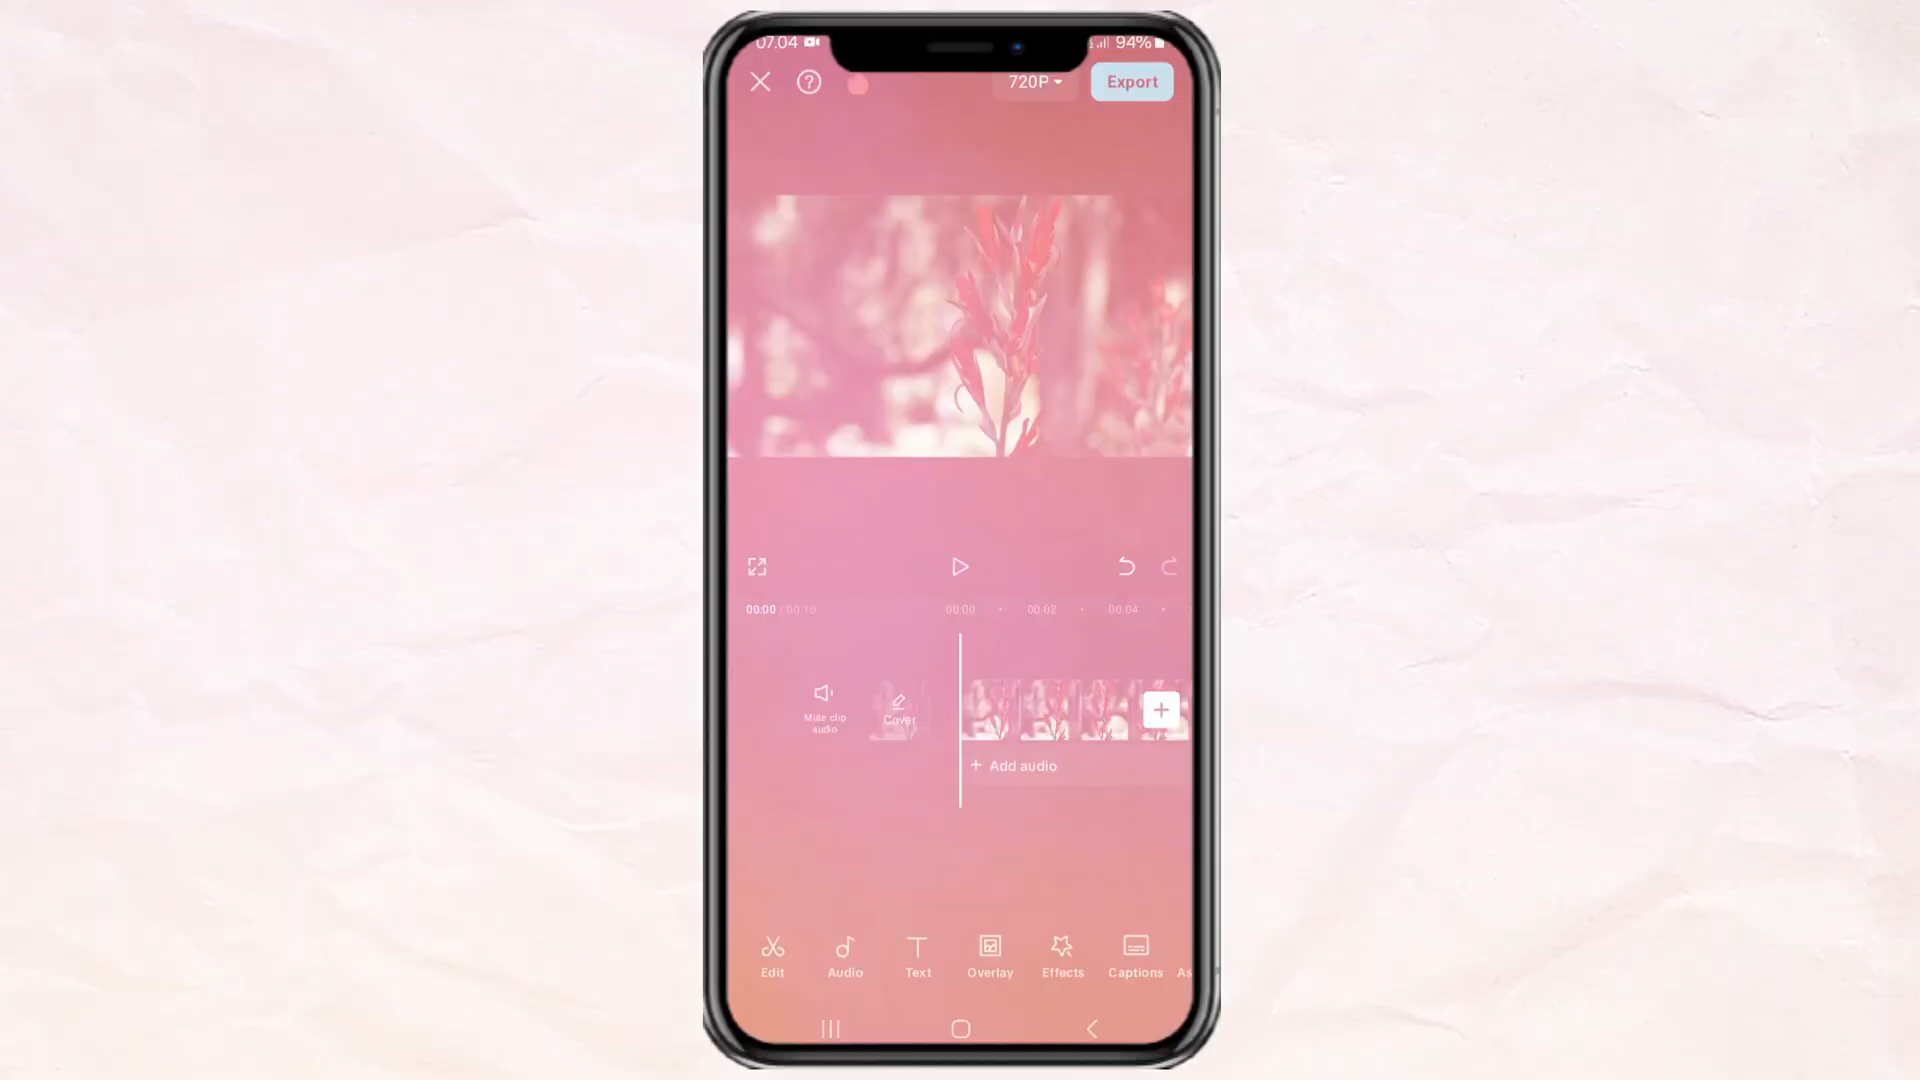 07.04 94%
720P Export
00:00 / 00:10 00:00 00:02 00:04
Mute clip
audio
Cover
+ Add audio
Edit Audio Text Overlay Effects Captions As